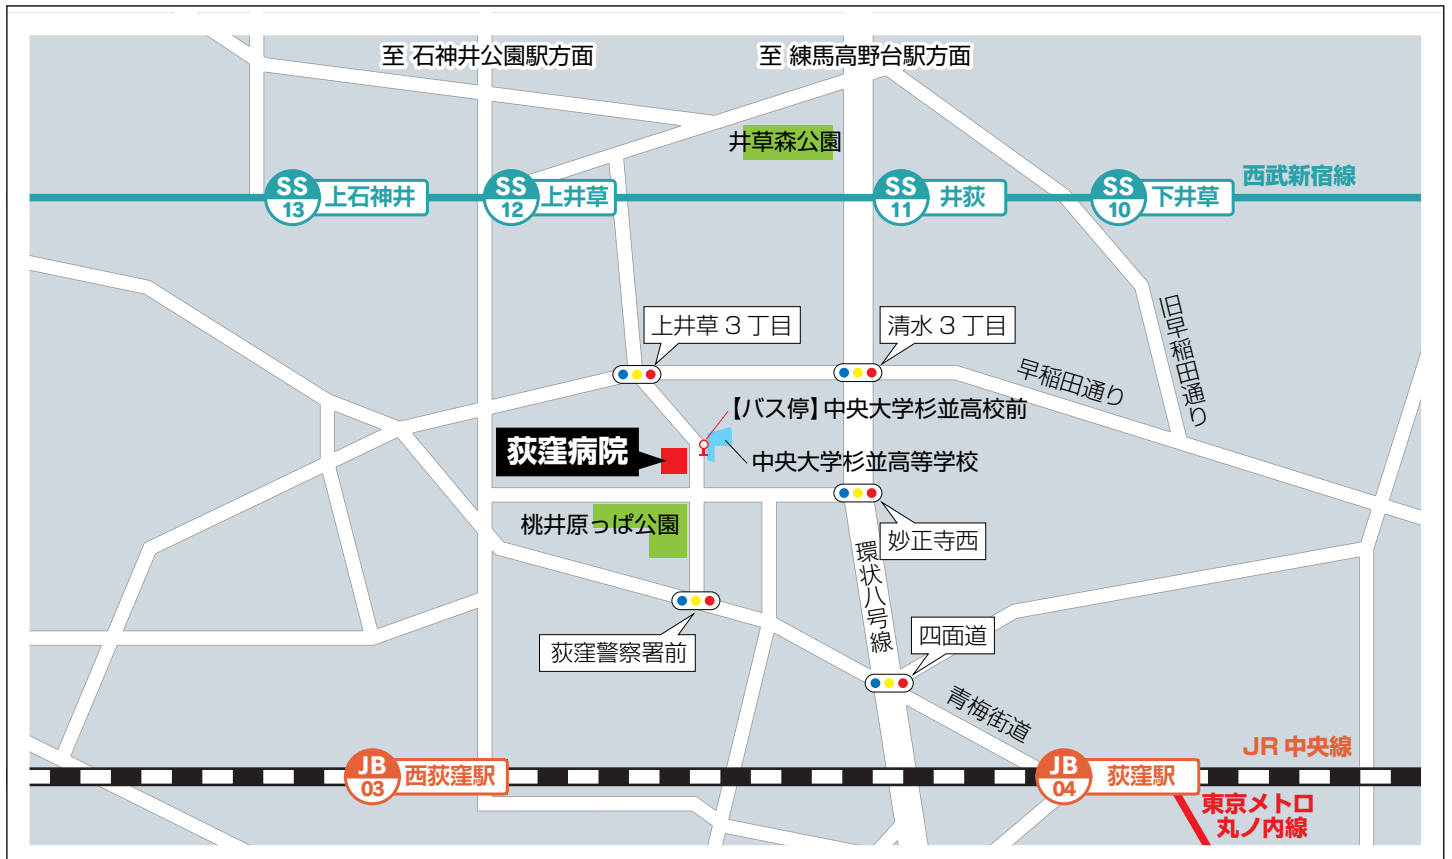 至 石神井公園駅方面
至 練馬高野台駅方面
井草森公園
西武新宿線
SS
13
上石神井
SS
12
上井草
SS
11
井荻
SS
10
下井草
上井草３丁目
清水３丁目
旧早稲田通り
早稲田通り
【バス停】中央大学杉並高校前
荻窪病院
中央大学杉並高等学校
桃井原っぱ公園
妙正寺西
環状八号線
荻窪警察署前
四面道
青梅街道
JR 中央線
JB
03
西荻窪駅
JB
04
荻窪駅
東京メトロ
丸ノ内線